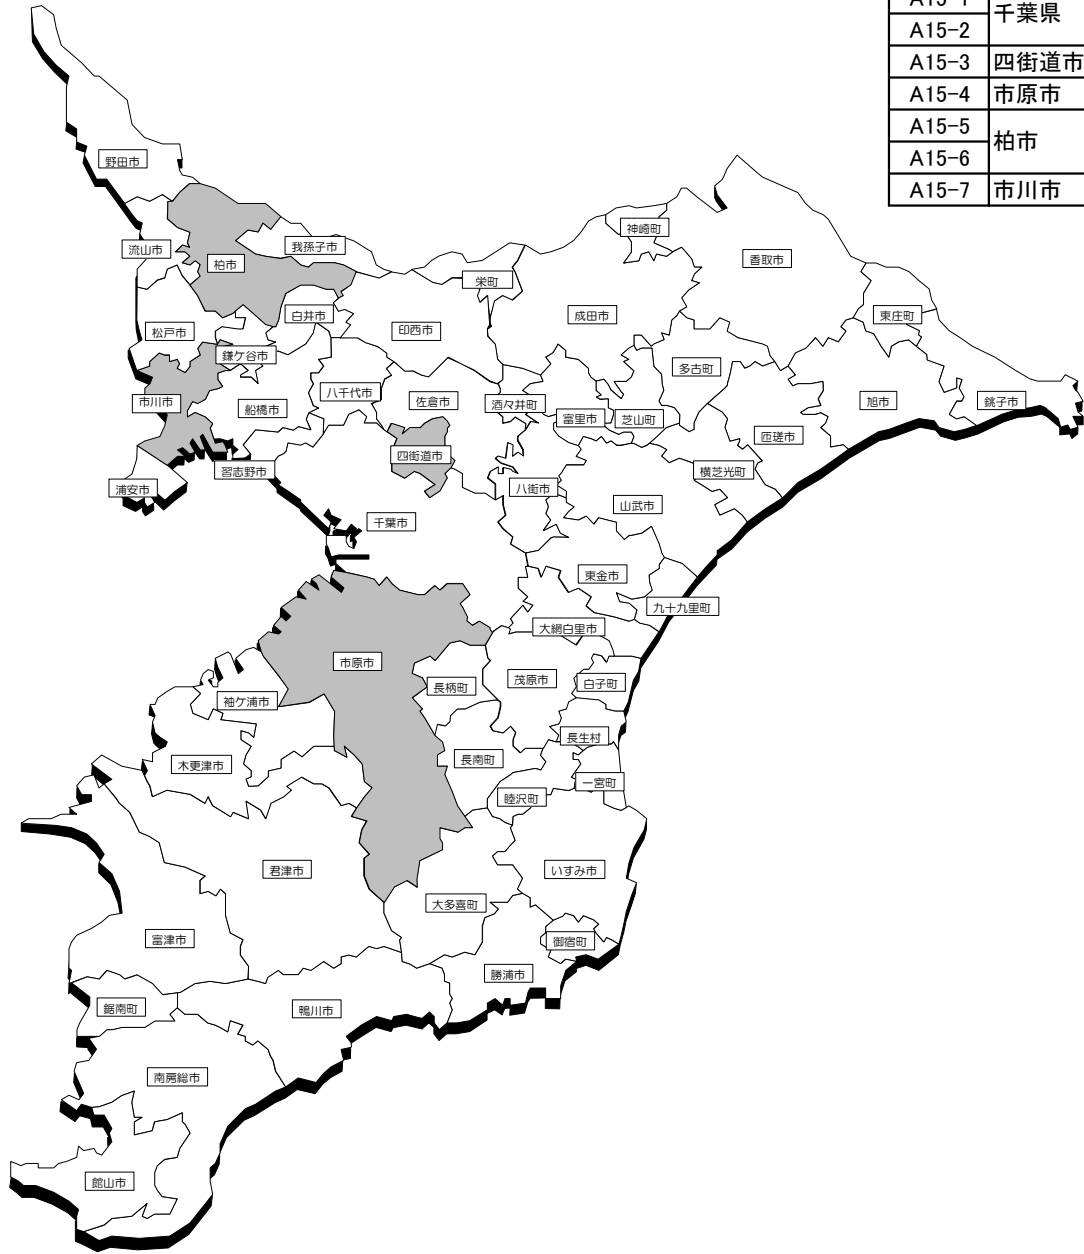 A15-1 千葉県
A15-2
A15-3 四街道市
A15-4 市原市
A15-5 柏市
A15-6
A15-7 市川市
野田市
神崎町
流山市
我孫子市
柏市
香取市
栄町
白井市
成田市
東庄町
松戸市
印西市
鎌ケ谷市
多古町
八千代市
市川市
船橋市
佐倉市
酒々井町
富里市
芝山町
旭市
銚子市
匝瑳市
四街道市
習志野市
横芝光町
浦安市
八街市
山武市
千葉市
東金市
九十九里町
大網白里市
市原市
長柄町
茂原市
白子町
袖ケ浦市
長生村
木更津市
長南町
一宮町
睦沢町
君津市
いすみ市
大多喜町
富津市
御宿町
勝浦市
鋸南町
鴨川市
南房総市
館山市